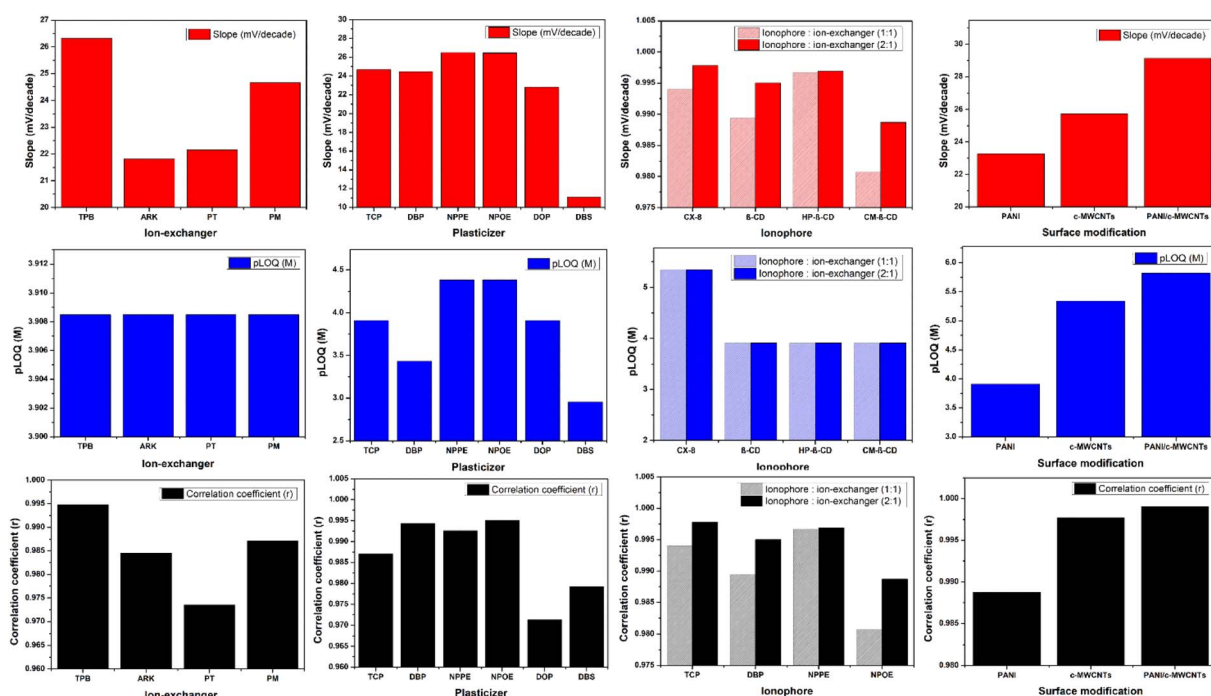 Slope (mV/decade)
27
26
25
24
23
22
21
20
Slope (mV/decade)
TPB ARK PT PM
Ion-exchanger
Slope (mV/decade)
30
28
26
24
22
20
18
16
14
12
10
Slope (mV/decade)
TCP DBP NPPE NPOE DOP DBS
Plasticizer
Slope (mV/decade)
1.005
1.000
0.995
0.990
0.985
0.980
0.975
Ionophore : ion-exchanger (1:1)
Ionophore : ion-exchanger (2:1)
CX-8 ß-CD HP-ß-CD CM-ß-CD
Ionophore
Slope (mV/decade)
30
28
26
24
22
20
Slope (mV/decade)
PANI c-MWCNTs PANI/c-MWCNTs
Surface modification
pLOQ (M)
3.912
3.910
3.908
3.906
3.904
3.902
3.900
pLOQ (M)
TPB ARK PT PM
Ion-exchanger
pLOQ (M)
4.5
4.0
3.5
3.0
2.5
pLOQ (M)
TCP DBP NPPE NPOE DOP DBS
Plasticizer
pLOQ (M)
5
4
3
2
Ionophore : ion-exchanger (1:1)
Ionophore : ion-exchanger (2:1)
CX-8 ß-CD HP-ß-CD CM-ß-CD
Ionophore
pLOQ (M)
6.0
5.5
5.0
4.5
4.0
3.5
3.0
pLOQ (M)
PANI c-MWCNTs PANI/c-MWCNTs
Surface modification
Correlation coefficient (r)
1.000
0.995
0.990
0.985
0.980
0.975
0.970
0.965
0.960
Correlation coefficient (r)
TPB ARK PT PM
Ion-exchanger
Correlation coefficient (r)
1.005
1.000
0.995
0.990
0.985
0.980
0.975
0.970
0.965
0.960
Correlation coefficient (r)
TCP DBP NPPE NPOE DOP DBS
Plasticizer
Correlation coefficient (r)
1.005
1.000
0.995
0.990
0.985
0.980
0.975
Ionophore : ion-exchanger (1:1)
Ionophore : ion-exchanger (2:1)
TCP DBP NPPE NPOE
Ionophore
Correlation coefficient (r)
1.000
0.995
0.990
0.985
0.980
Correlation coefficient (r)
PANI c-MWCNTs PANI/c-MWCNTs
Surface modification